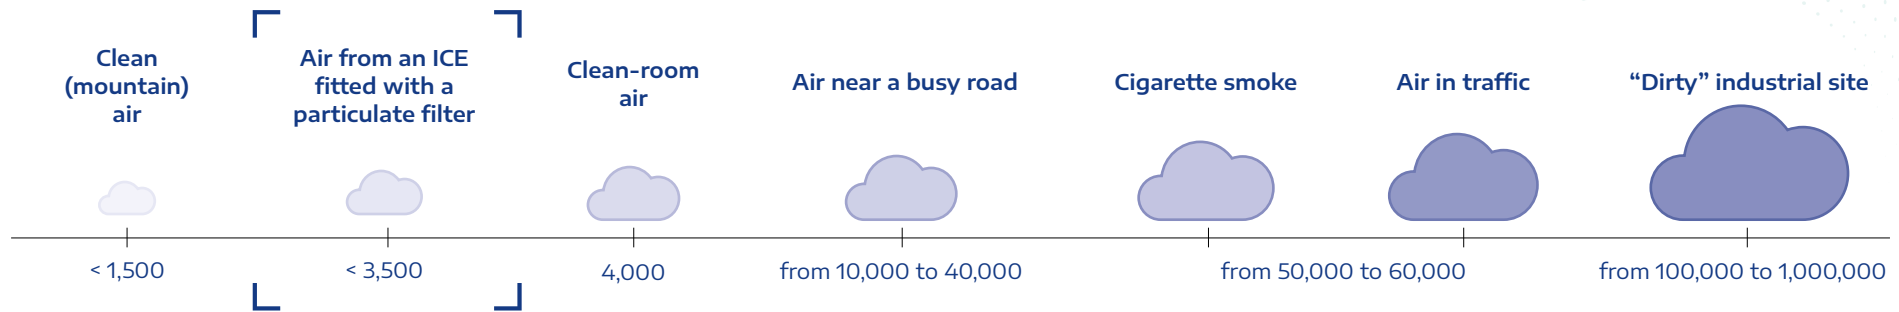 Clean
(mountain)
air
Air from an ICE
fitted with a
particulate filter
Clean-room
air
Air near a busy road
Cigarette smoke
Air in traffic
“Dirty” industrial site
< 1,500
< 3,500
4,000
from 10,000 to 40,000
from 50,000 to 60,000
from 100,000 to 1,000,000